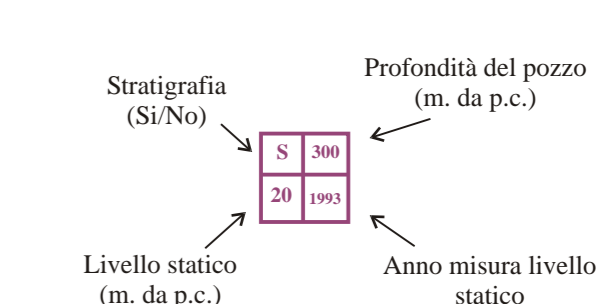 Profondità del pozzo
(m. da p.c.)
Stratigrafia
(Si/No)
S 300
20 1993
Livello statico
(m. da p.c.)
Anno misura livello
statico